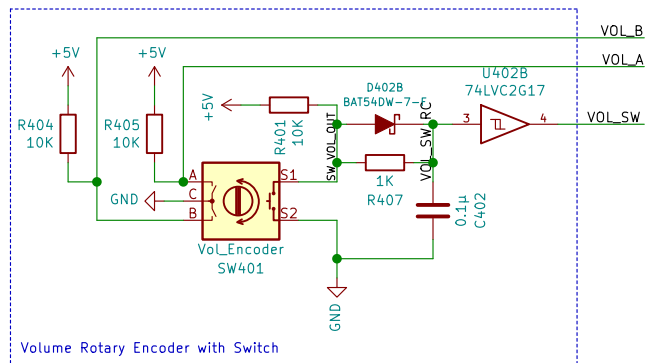 VOL_B
VOL_A
+5V
+5V
+5V
R404
10K
R405
10K
R401
10K
SW_VOL_OUT
D402B
BAT54DW-7-F
VOL_SW_RC
U402B
74LVC2G17
3
4
VOL_SW
1K
R407
0.1µ
C402
A
C
B
S1
S2
GND
Vol_Encoder
SW401
GND
Volume Rotary Encoder with Switch